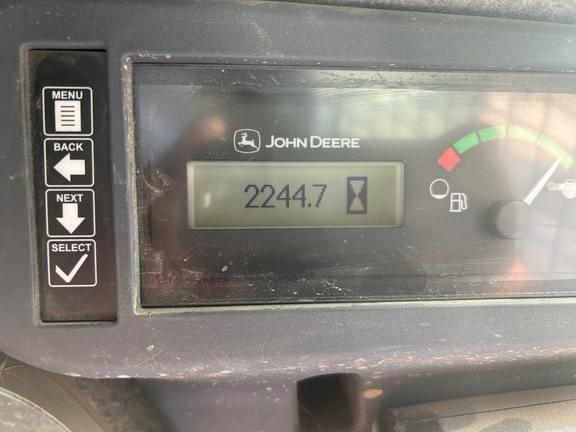 MENU
BACK
NEXT
SELECT
JOHN DEERE
2244.7